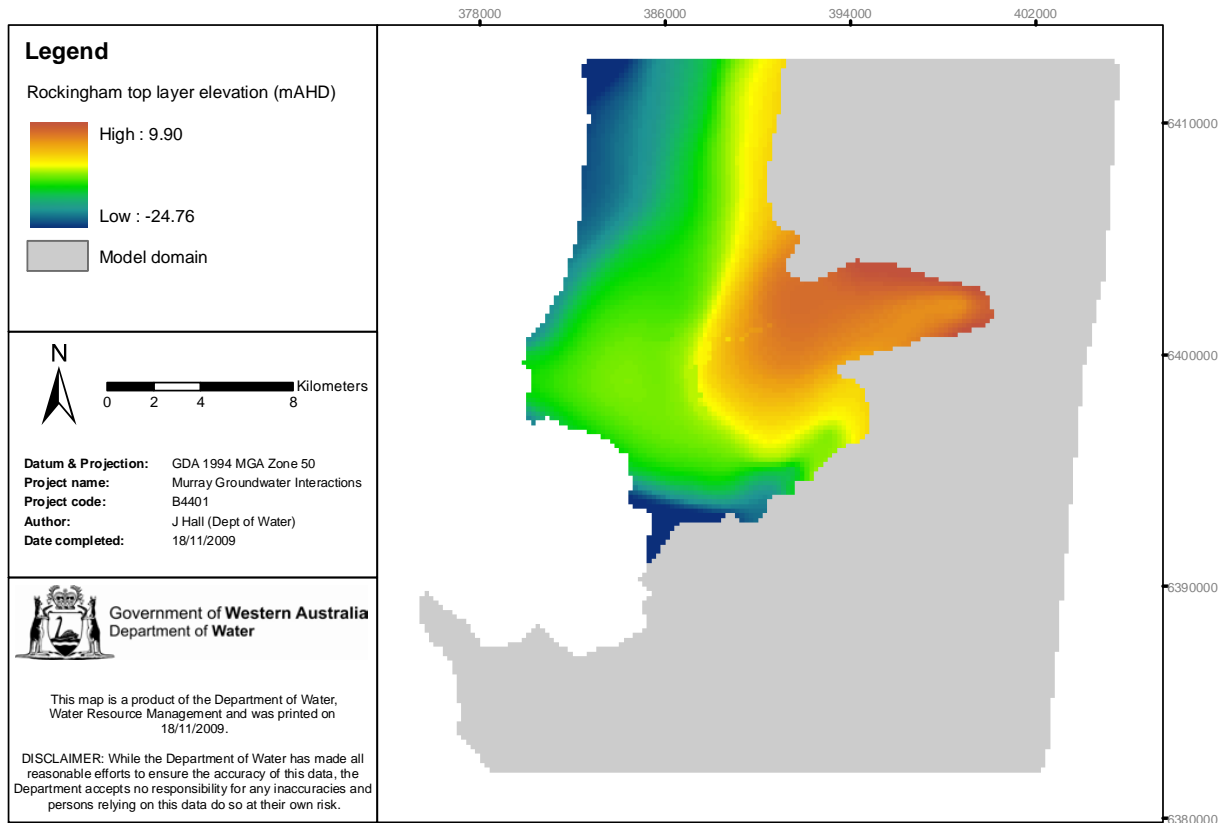 378000
386000
394000
402000
Legend
Rockingham top layer elevation (mAHD)
High : 9.90
Low : -24.76
Model domain
6410000
6400000
6390000
6380000
N
Kilometers
0 2 4 8
Datum & Projection: GDA 1994 MGA Zone 50
Project name: Murray Groundwater Interactions
Project code: B4401
Author: J Hall (Dept of Water)
Date completed: 18/11/2009
Government of Western Australia
Department of Water
This map is a product of the Department of Water,
Water Resource Management and was printed on
18/11/2009.
DISCLAIMER: While the Department of Water has made all
reasonable efforts to ensure the accuracy of this data, the
Department accepts no responsibility for any inaccuracies and
persons relying on this data do so at their own risk.